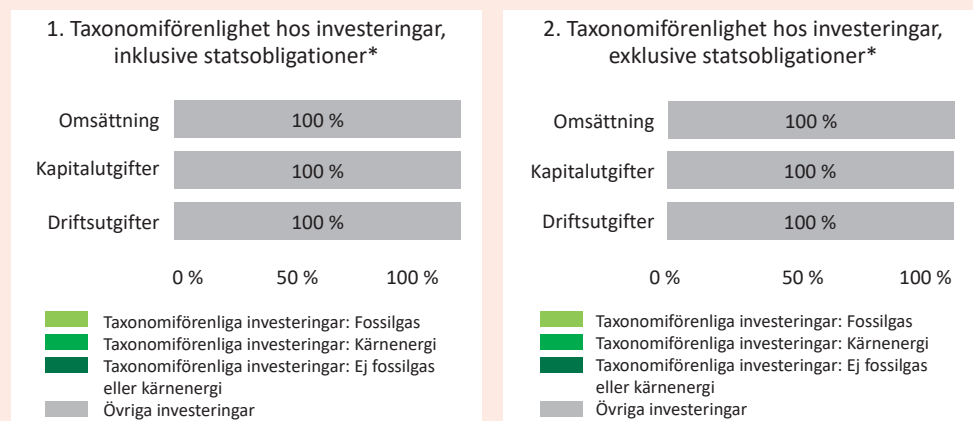 1. Taxonomiförenlighet hos investeringar,
inklusive statsobligationer*
Omsättning
100 %
Kapitalutgifter
100 %
Driftsutgifter
100 %
0 %
50 %
100 %
Taxonomiförenliga investeringar: Fossilgas
Taxonomiförenliga investeringar: Kärnenergi
Taxonomiförenliga investeringar: Ej fossilgas
eller kärnenergi
Övriga investeringar
2. Taxonomiförenlighet hos investeringar,
exklusive statsobligationer*
Omsättning
100 %
Kapitalutgifter
100 %
Driftsutgifter
100 %
0 %
50 %
100 %
Taxonomiförenliga investeringar: Fossilgas
Taxonomiförenliga investeringar: Kärnenergi
Taxonomiförenliga investeringar: Ej fossilgas
eller kärnenergi
Övriga investeringar